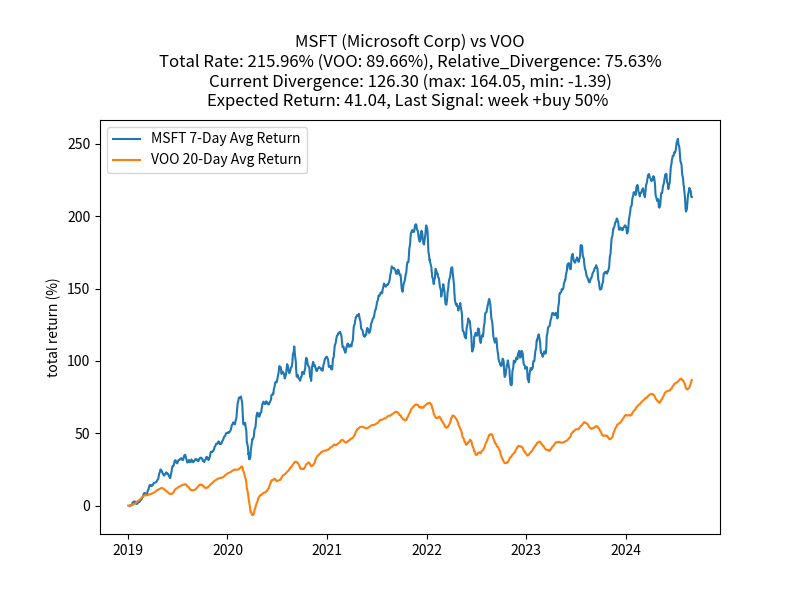 MSFT (Microsoft Corp) vs VOO
Total Rate: 215.96% (VOO: 89.66%), Relative_Divergence: 75.63%
Current Divergence: 126.30 (max: 164.05, min: -1.39)
Expected Return: 41.04, Last Signal: week +buy 50%
MSFT 7-Day Avg Return
VOO 20-Day Avg Return
total return (%)
250
200
150
100
50
0
2019 2020 2021 2022 2023 2024